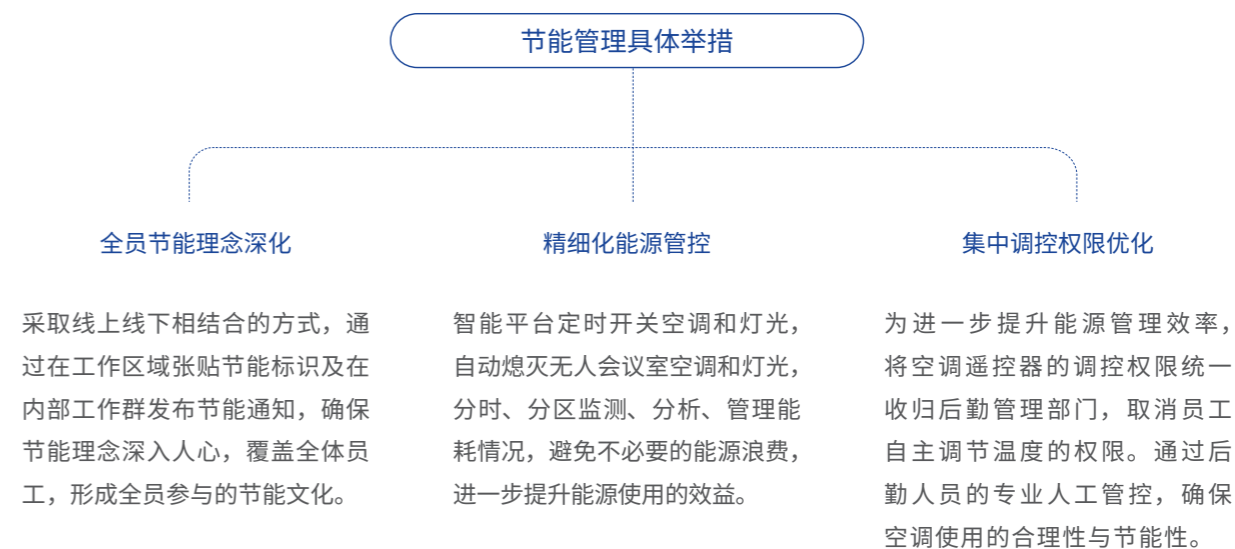 节能管理具体举措
全员节能理念深化
采取线上线下相结合的方式，通
过在工作区域张贴节能标识及在
内部工作群发布节能通知，确保
节能理念深入人心，覆盖全体员
工，形成全员参与的节能文化。
精细化能源管控
智能平台定时开关空调和灯光，
自动熄灭无人会议室空调和灯光，
分时、分区监测、分析、管理能
耗情况，避免不必要的能源浪费，
进一步提升能源使用的效益。
集中调控权限优化
为进一步提升能源管理效率，
将空调遥控器的调控权限统一
收归后勤管理部门，取消员工
自主调节温度的权限。通过后
勤人员的专业人工管控，确保
空调使用的合理性与节能性。